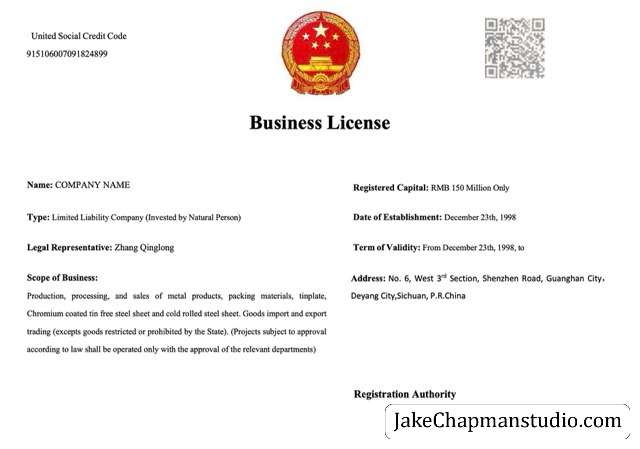 United Social Credit Code
915106007091824899
Business License
Name: COMPANY NAME
Type: Limited Liability Company (Invested by Natural Person)
Legal Representative: Zhang Qinglong
Scope of Business:
Production, processing, and sales of metal products, packing materials, tinplate,
Chromium coated tin free steel sheet and cold rolled steel sheet. Goods import and export
trading (excepts goods restricted or prohibited by the State). (Projects subject to approval
according to law shall be operated only with the approval of the relevant departments)
Registered Capital: RMB 150 Million Only
Date of Establishment: December 23th, 1998
Term of Validity: From December 23th, 1998, to
Address: No. 6, West 3rd Section, Shenzhen Road, Guanghan City,
Deyang City,Sichuan, P.R.China
Registration Authority
JakeChapmanstudio.com